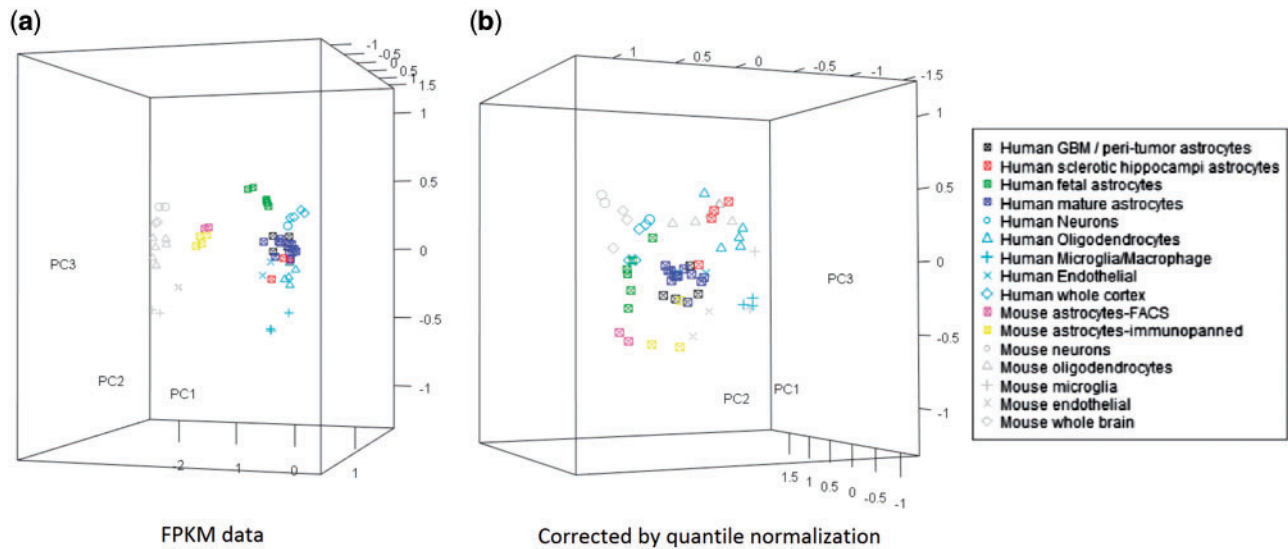 (a)
-1
-0.5
0
0.5
1
1.5
1
0.5
0
-0.5
-1
PC3
PC2
PC1
-2
-1
0
1
FPKM data
(b)
1
0.5
0
-0.5
-1
-1.5
1
0.5
0
-0.5
-1
PC3
PC2
PC1
1.5
1
0.5
0
-0.5
-1
Corrected by quantile normalization
Human GBM / peri-tumor astrocytes
Human sclerotic hippocampi astrocytes
Human fetal astrocytes
Human mature astrocytes
Human Neurons
Human Oligodendrocytes
Human Microglia/Macrophage
Human Endothelial
Human whole cortex
Mouse astrocytes-FACS
Mouse astrocytes-immunopanned
Mouse neurons
Mouse oligodendrocytes
Mouse microglia
Mouse endothelial
Mouse whole brain